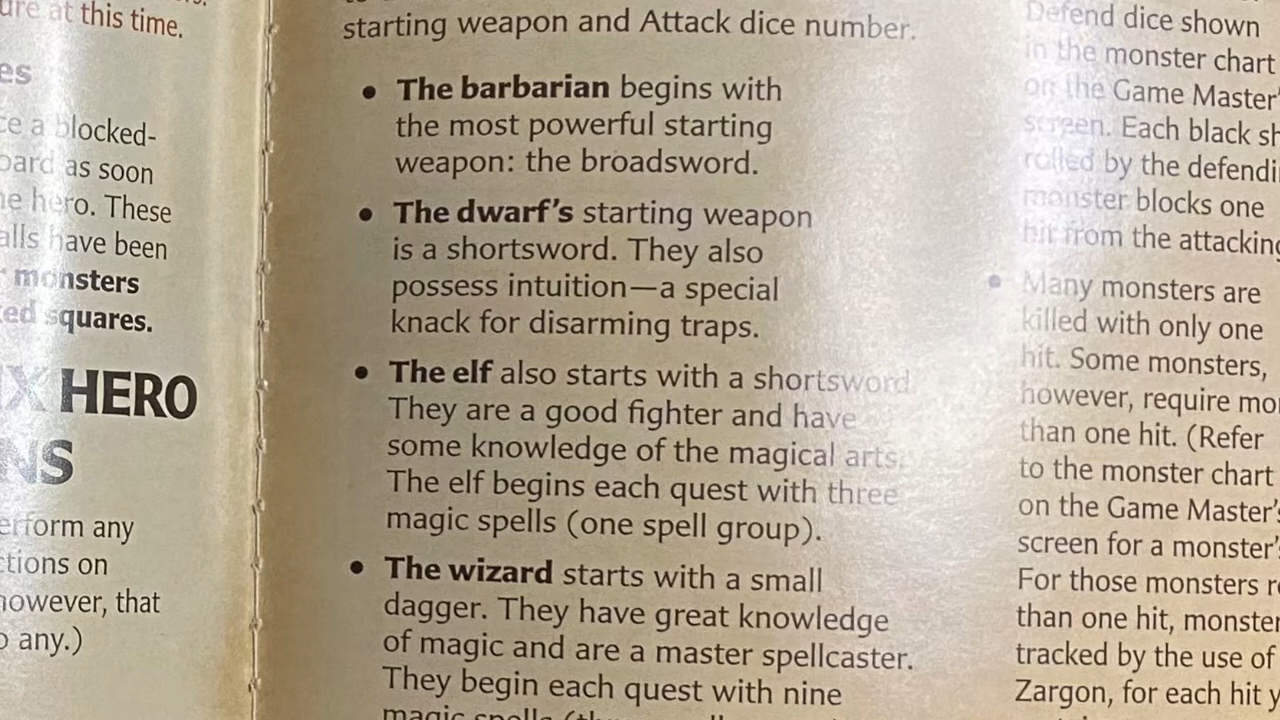 ure at this time.
es
ce a blocked-
oard as soon
he hero. These
alls have been
monsters
ed squares.
X HERO
NS
erform any
ctions on
however, that
o any.)
starting weapon and Attack dice number.
• The barbarian begins with
the most powerful starting
weapon: the broadsword.
• The dwarf's starting weapon
is a shortsword. They also
possess intuition—a special
knack for disarming traps.
• The elf also starts with a shortsword.
They are a good fighter and have
some knowledge of the magical arts.
The elf begins each quest with three
magic spells (one spell group).
• The wizard starts with a small
dagger. They have great knowledge
of magic and are a master spellcaster.
They begin each quest with nine
magic spells
Defend dice shown
in the monster chart
on the Game Master'
screen. Each black sh
rolled by the defendi
monster blocks one
hit from the attacking
• Many monsters are
killed with only one
hit. Some monsters,
however, require mo
than one hit. (Refer
to the monster chart
on the Game Master's
screen for a monster's
For those monsters re
than one hit, monster
tracked by the use of
Zargon, for each hit y